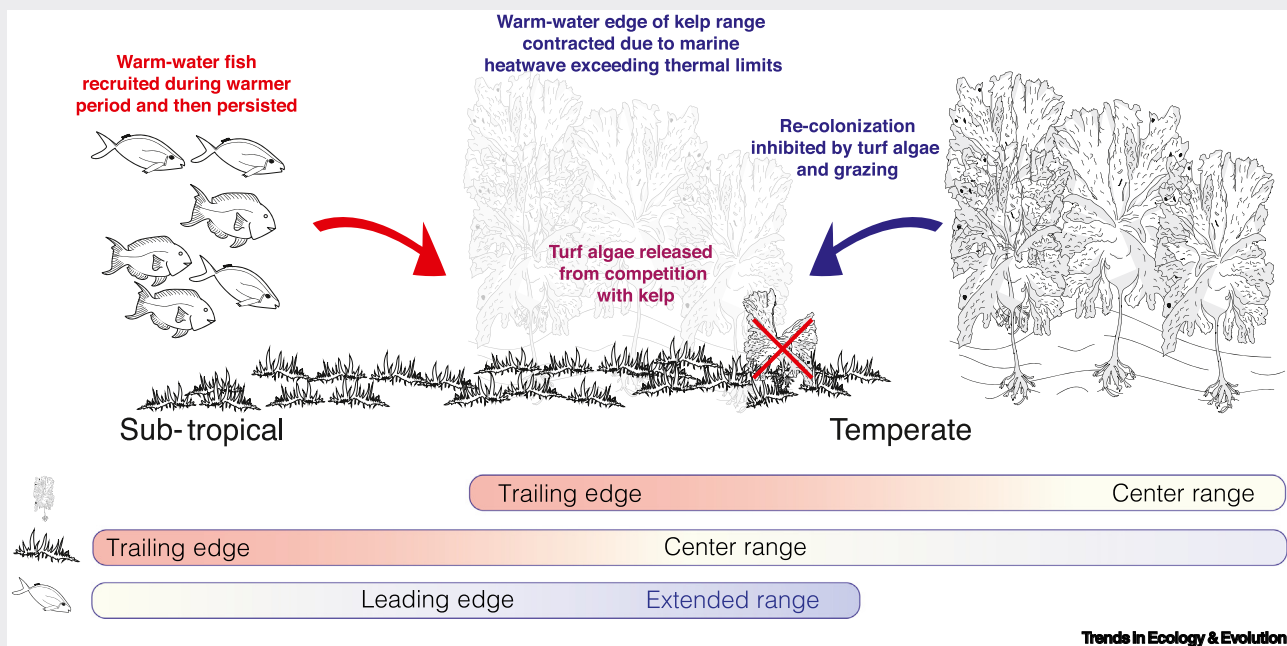 Warm-water edge of kelp range
contracted due to marine
heatwave exceeding thermal limits
Warm-water fish
recruited during warmer
period and then persisted
Re-colonization
inhibited by turf algae
and grazing
Turf algae released
from competition
with kelp
Sub-tropical
Temperate
Trailing edge
Center range
Trailing edge
Center range
Leading edge
Extended range
Trends in Ecology & Evolution